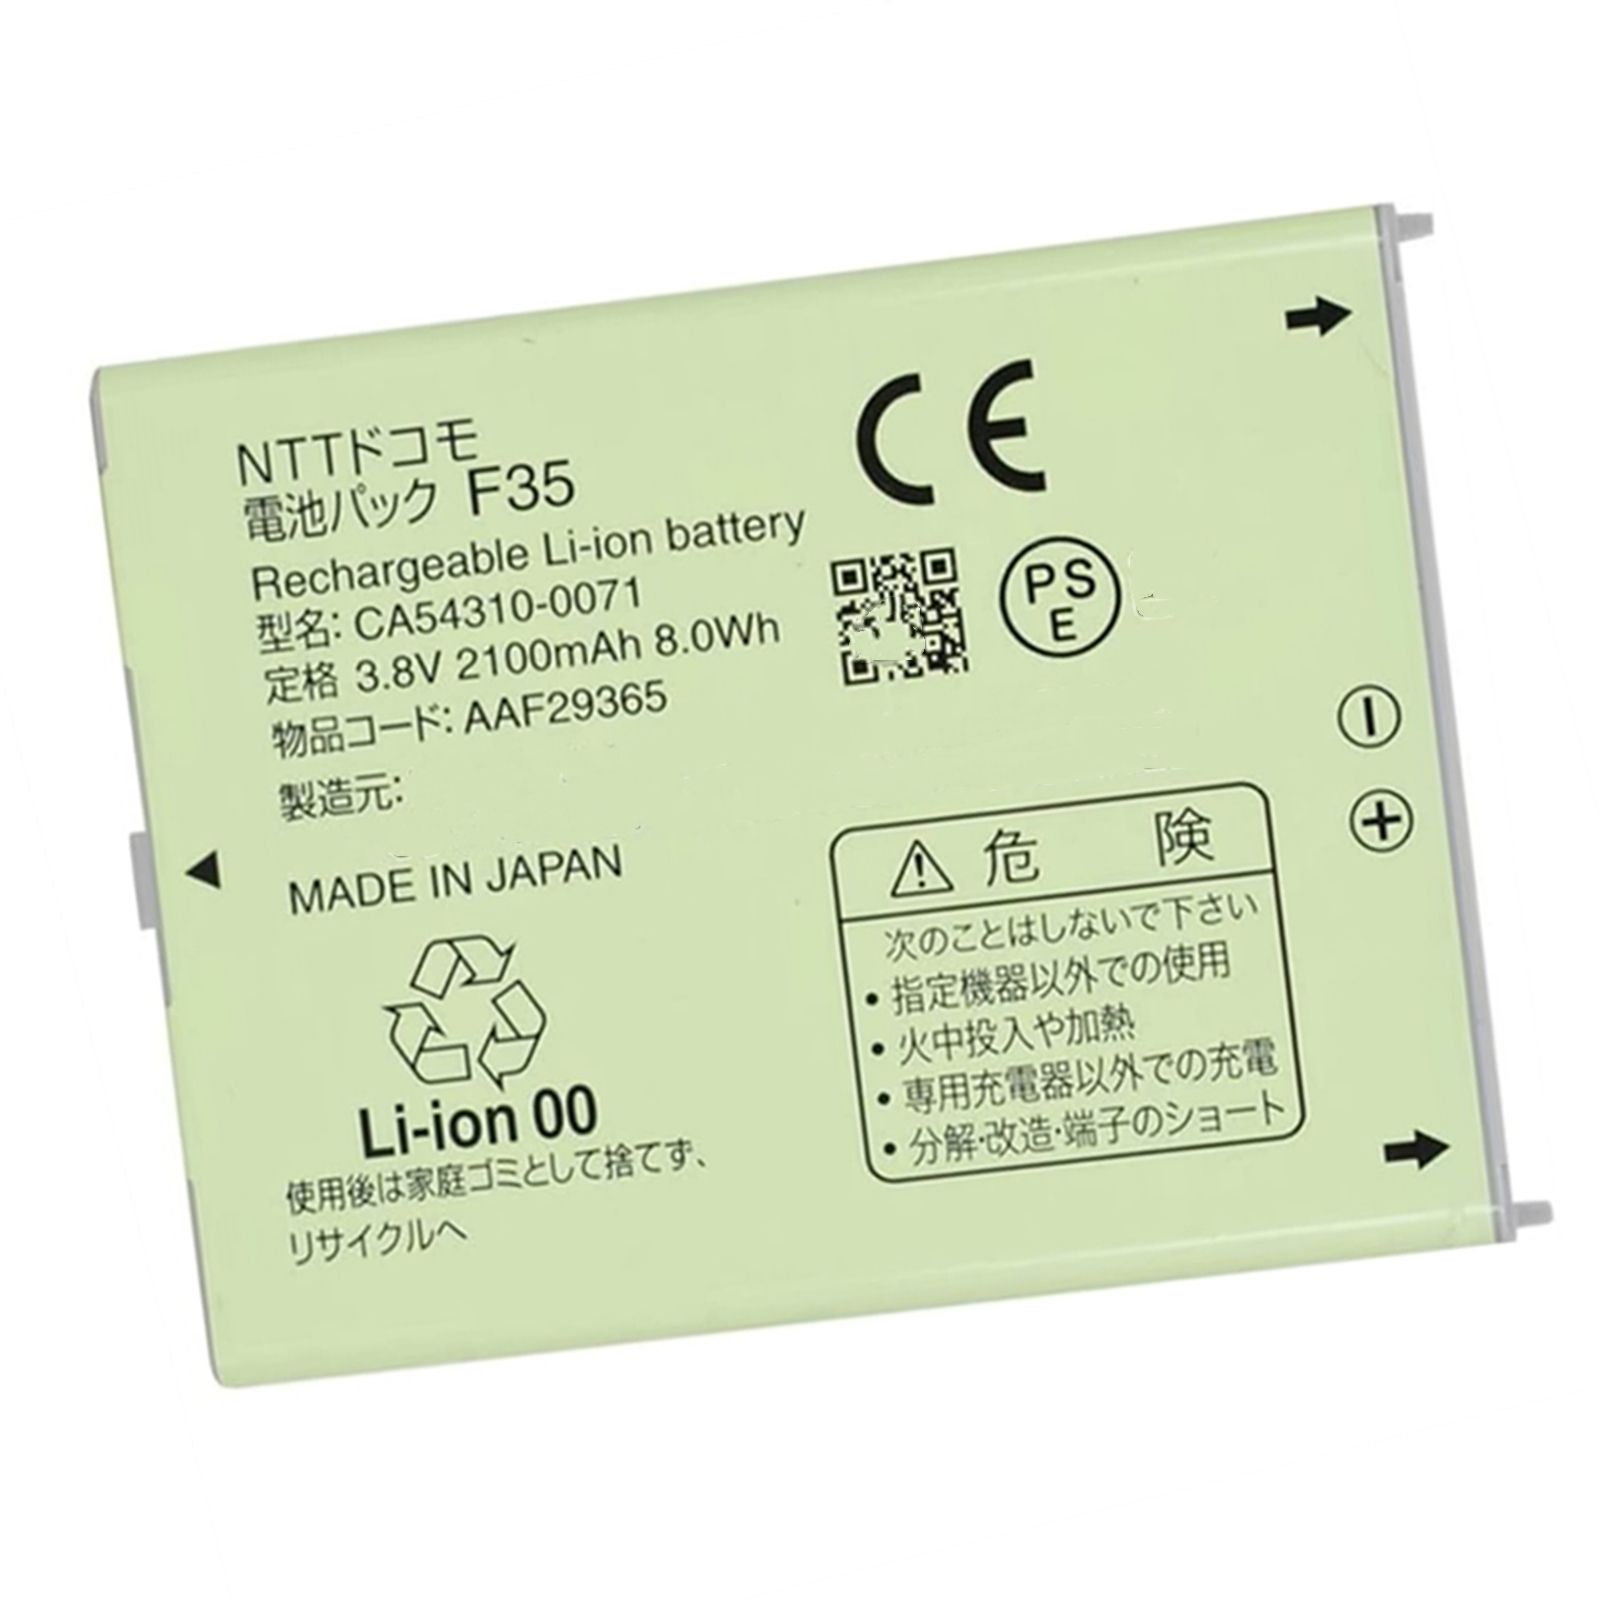 NTTドコモ
電池パック F35
Rechargeable Li-ion battery
型名: CA54310-0071
定格 3.8V 2100mAh 8.0Wh
物品コード: AAF29365
製造元:
MADE IN JAPAN
Li-ion 00
使用後は家庭ゴミとして捨てず、
リサイクルへ
CE
PS
E
危 険
次のことはしないで下さい
• 指定機器以外での使用
• 火中投入や加熱
• 専用充電器以外での充電
• 分解・改造・端子のショート